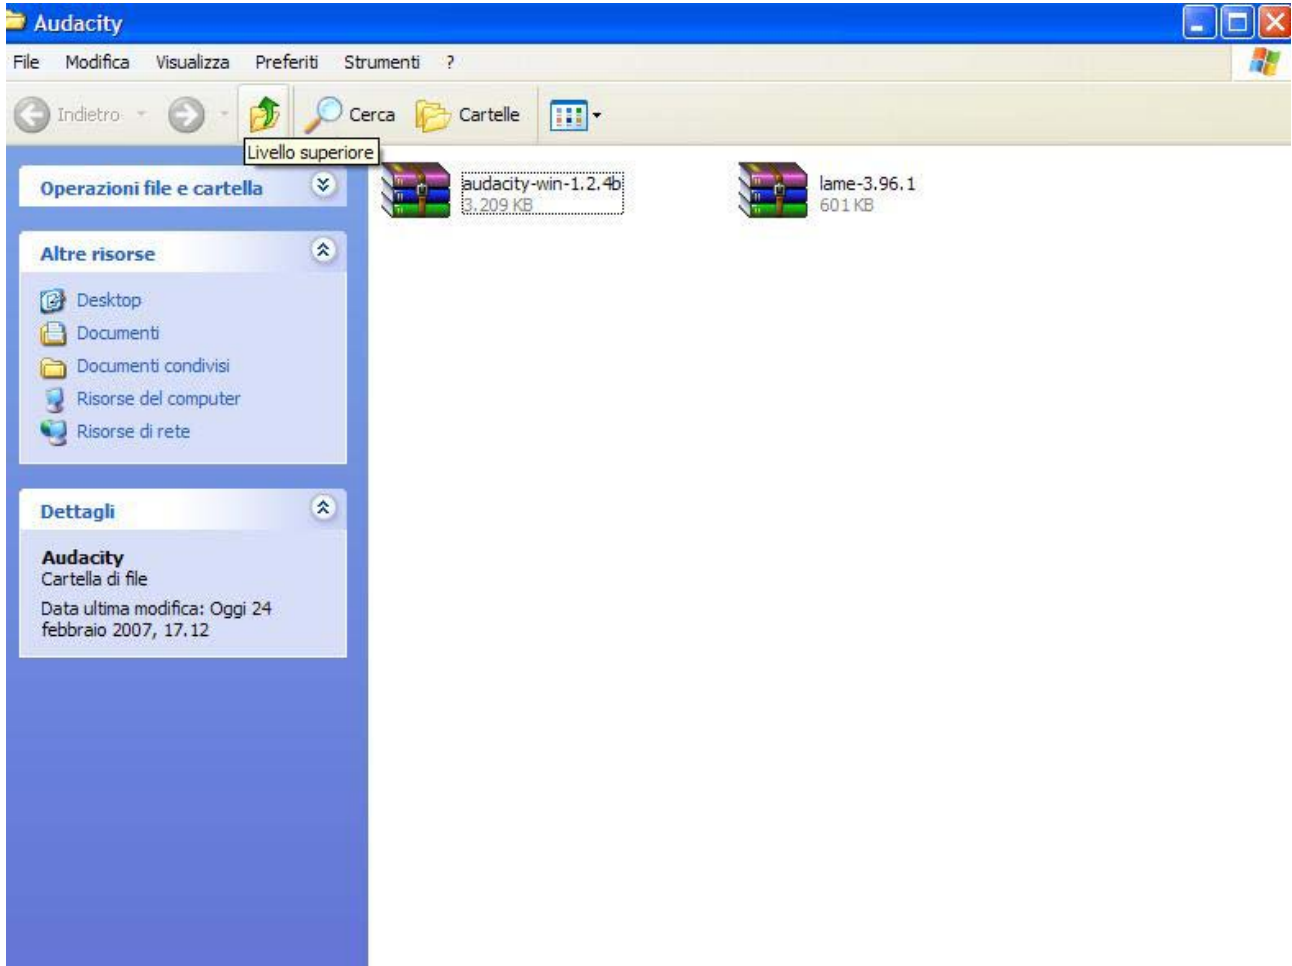 Audacity
File Modifica Visualizza Preferiti Strumenti ?
Indietro Cerca Cartelle
Livello superiore
Operazioni file e cartella
Altre risorse
Desktop
Documenti
Documenti condivisi
Risorse del computer
Risorse di rete
Dettagli
Audacity
Cartella di file
Data ultima modifica: Oggi 24
febbraio 2007, 17.12
audacity-win-1.2.4b
3.209 KB
lame-3.96.1
601 KB